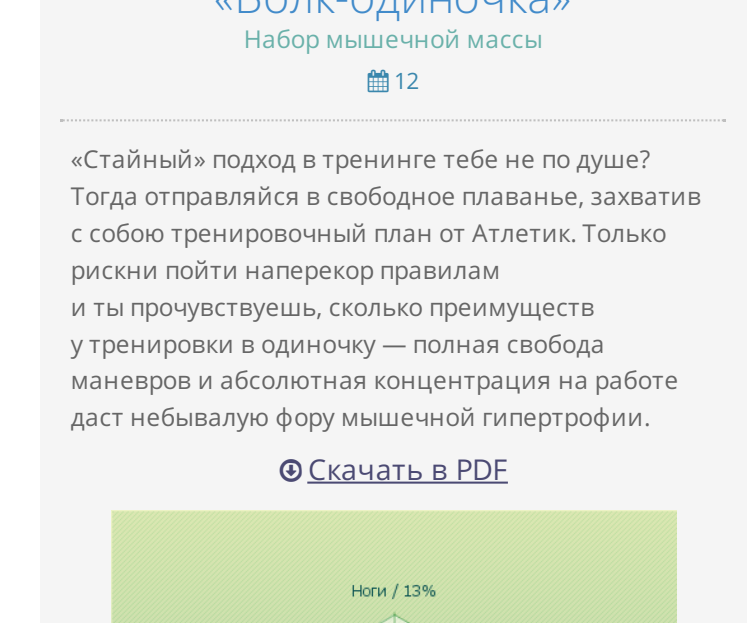 «Волк-одиночка»
Набор мышечной массы
12
«Стайный» подход в тренинге тебе не по душе?
Тогда отправляйся в свободное плаванье, захватив
с собою тренировочный план от Атлетик. Только
рискни пойти наперекор правилам
и ты прочувствуешь, сколько преимуществ
у тренировки в одиночку — полная свобода
маневров и абсолютная концентрация на работе
даст небывалую фору мышечной гипертрофии.
Скачать в PDF
Ноги / 13%